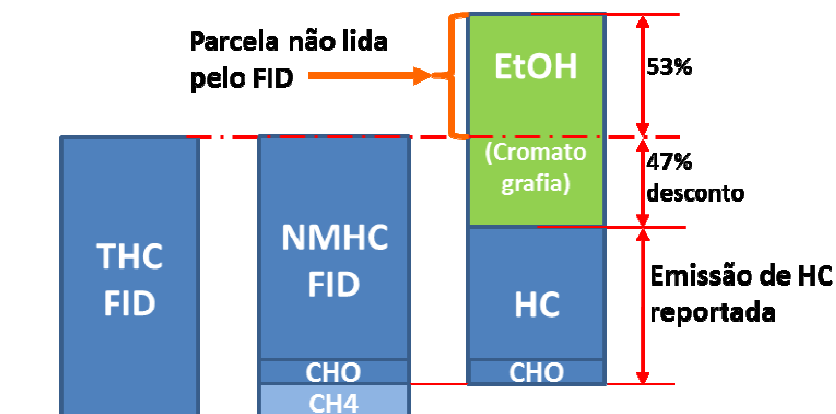 Parcela não lida
pelo FID
EtOH
(Cromato
grafia)
53%
47%
desconto
THC
FID
NMHC
FID
HC
Emissão de HC
reportada
CHO
CHO
CH4